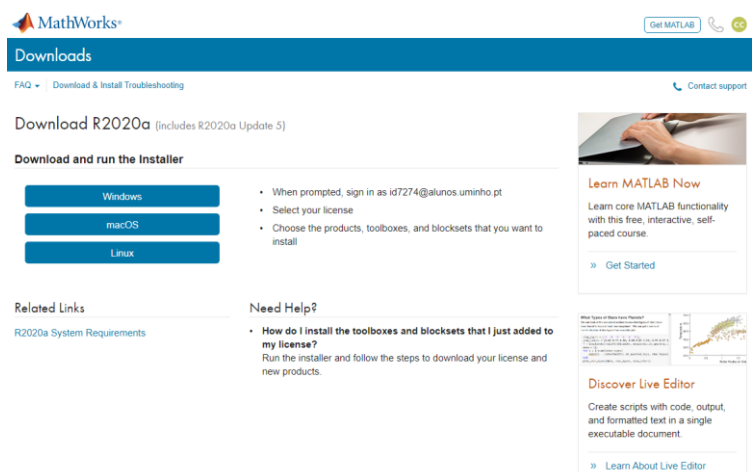 MathWorks®
Get MATLAB
CC
Downloads
FAQ
Download & Install Troubleshooting
Contact support
Download R2020a (includes R2020a Update 5)
Download and run the Installer
Windows
macOS
Linux
• When prompted, sign in as id7274@alunos.uminho.pt
• Select your license
• Choose the products, toolboxes, and blocksets that you want to
install
Learn MATLAB Now
Learn core MATLAB functionality
with this free, interactive, self-
paced course.
» Get Started
Related Links
R2020a System Requirements
Need Help?
• How do I install the toolboxes and blocksets that I just added to
my license?
Run the installer and follow the steps to download your license and
new products.
Discover Live Editor
Create scripts with code, output,
and formatted text in a single
executable document.
» Learn About Live Editor